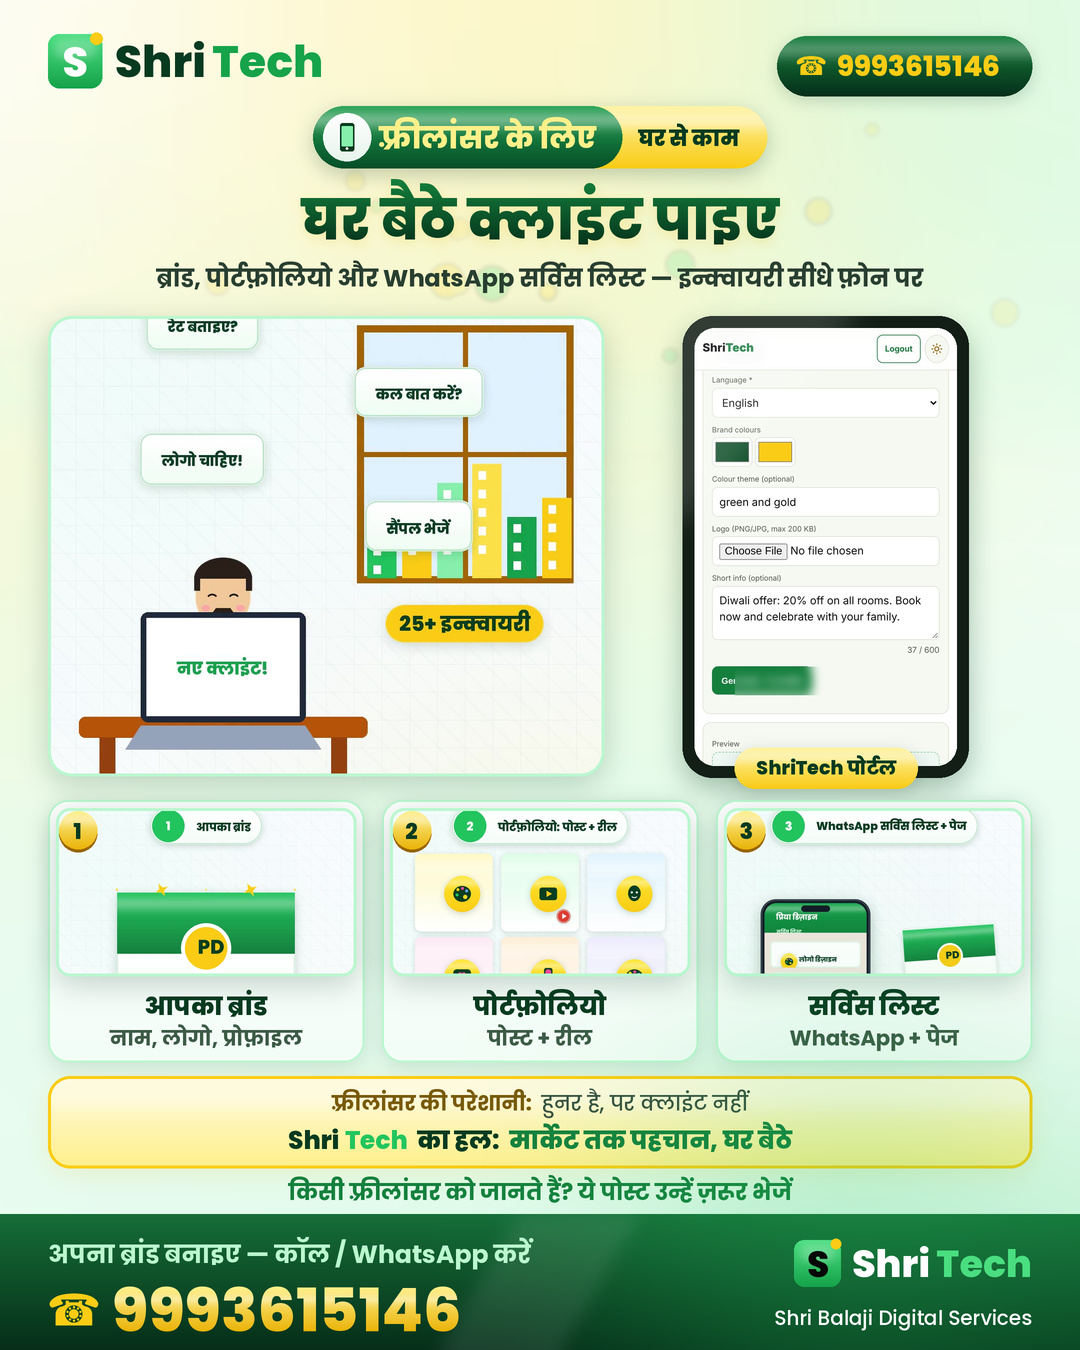 S Shri Tech
☎ 9993615146
फ़्रीलांसर के लिए
घर से काम
घर बैठे क्लाइंट पाइए
ब्रांड, पोर्टफ़ोलियो और WhatsApp सर्विस लिस्ट — इन्क्वायरी सीधे फ़ोन पर
रेट बताइए?
कल बात करें?
लोगो चाहिए!
सैंपल भेजें
25+ इन्क्वायरी
नए क्लाइंट!
ShriTech
Logout
Language *
English
Brand colours
Colour theme (optional)
green and gold
Logo (PNG/JPG, max 200 KB)
Choose File No file chosen
Short info (optional)
Diwali offer: 20% off on all rooms. Book
now and celebrate with your family.
37 / 600
Preview
ShriTech पोर्टल
1
1 आपका ब्रांड
PD
आपका ब्रांड
नाम, लोगो, प्रोफ़ाइल
2
2 पोर्टफ़ोलियो: पोस्ट + रील
पोर्टफ़ोलियो
पोस्ट + रील
3
3 WhatsApp सर्विस लिस्ट + पेज
प्रिया डिज़ाइन
लोगो डिज़ाइन
PD
सर्विस लिस्ट
WhatsApp + पेज
फ़्रीलांसर की परेशानी: हुनर है, पर क्लाइंट नहीं
Shri Tech का हल: मार्केट तक पहचान, घर बैठे
किसी फ़्रीलांसर को जानते हैं? ये पोस्ट उन्हें ज़रूर भेजें
अपना ब्रांड बनाइए — कॉल / WhatsApp करें
☎ 9993615146
S Shri Tech
Shri Balaji Digital Services